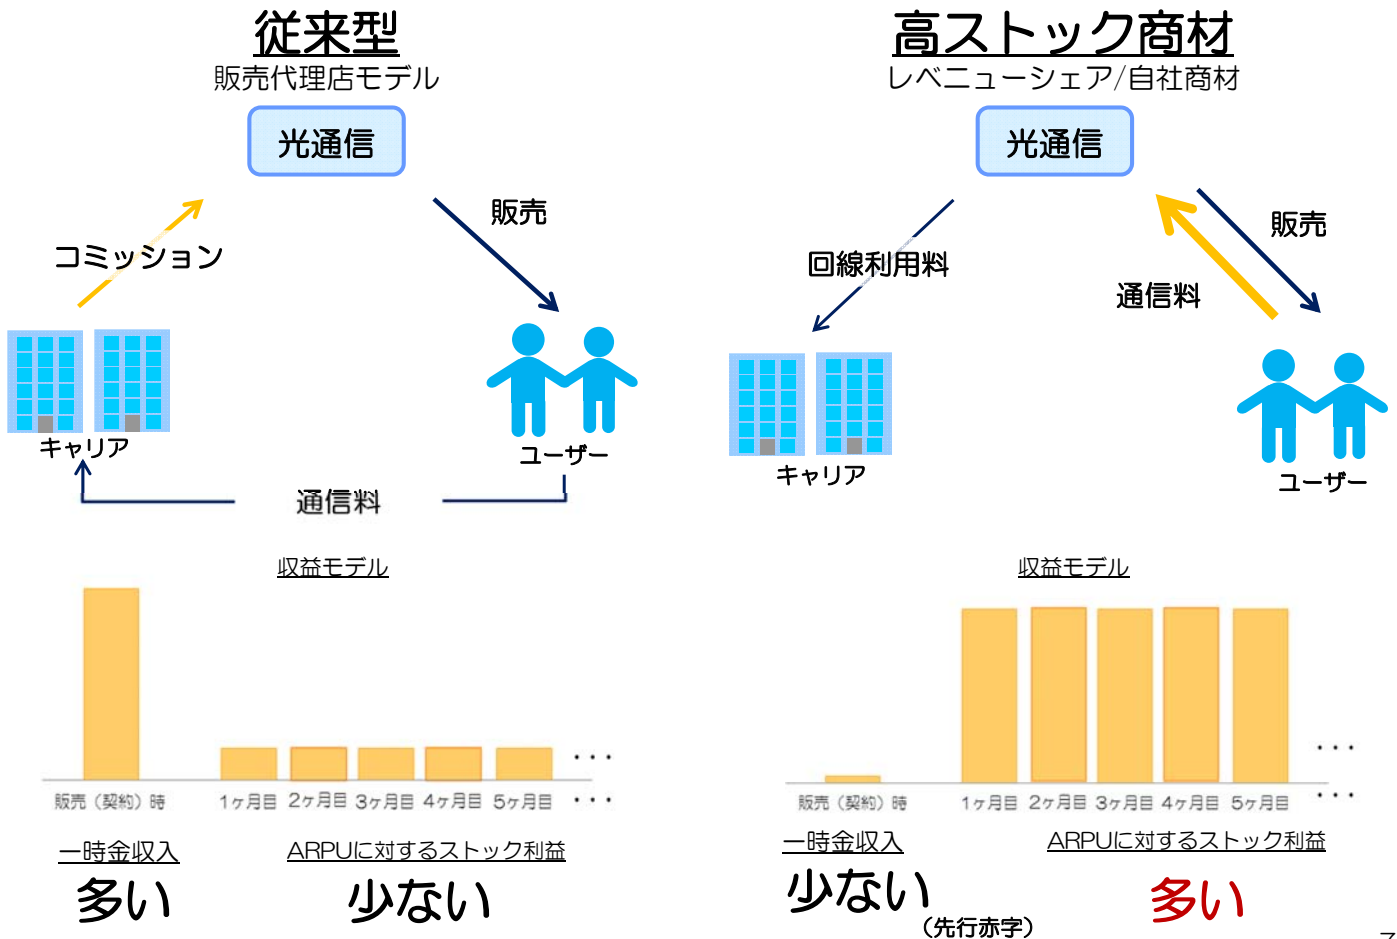 従来型
販売代理店モデル
光通信
コミッション
販売
キャリア
ユーザー
通信料
収益モデル
販売（契約）時
1ヶ月目
2ヶ月目
3ヶ月目
4ヶ月目
5ヶ月目
・・・
・・・
一時金収入
多い
ARPUに対するストック利益
少ない
高ストック商材
レベニューシェア/自社商材
光通信
回線利用料
販売
通信料
キャリア
ユーザー
収益モデル
販売（契約）時
1ヶ月目
2ヶ月目
3ヶ月目
4ヶ月目
5ヶ月目
・・・
・・・
一時金収入
少ない
（先行赤字）
ARPUに対するストック利益
多い